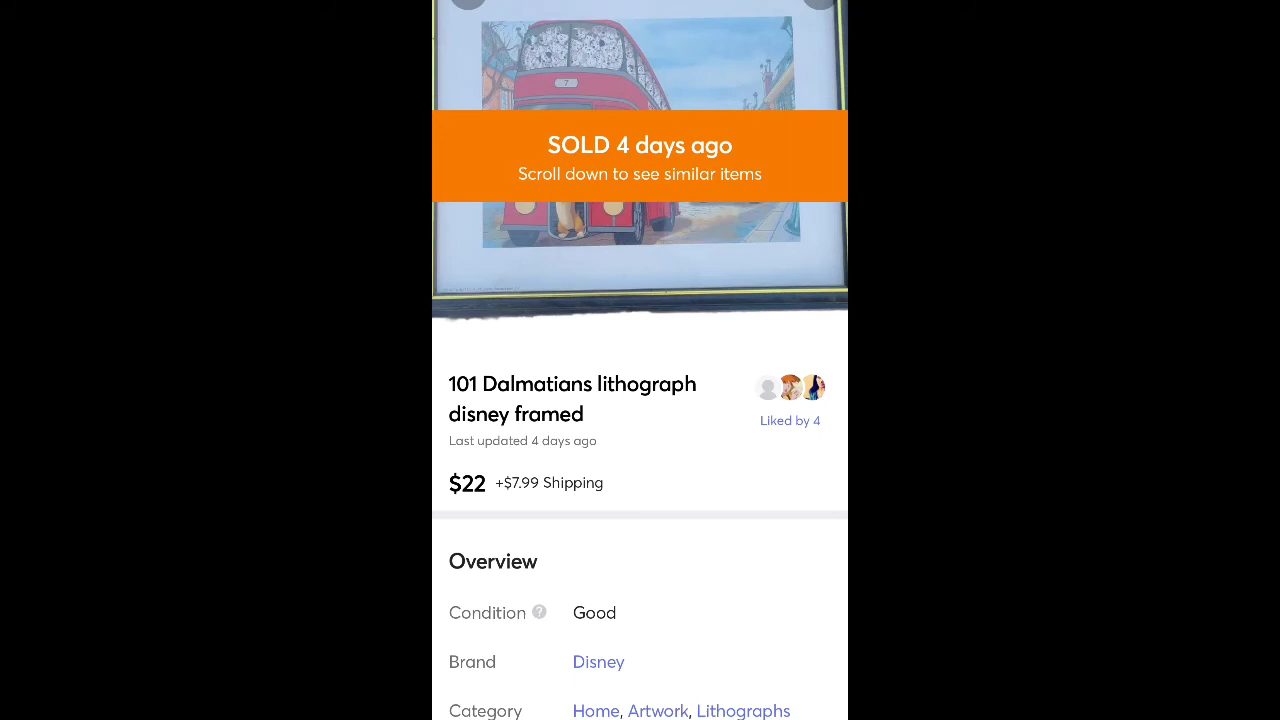 7
SOLD 4 days ago
Scroll down to see similar items
101 Dalmatians lithograph
disney framed
Liked by 4
Last updated 4 days ago
$22 +$7.99 Shipping
Overview
Condition ? Good
Brand Disney
Category Home, Artwork, Lithographs